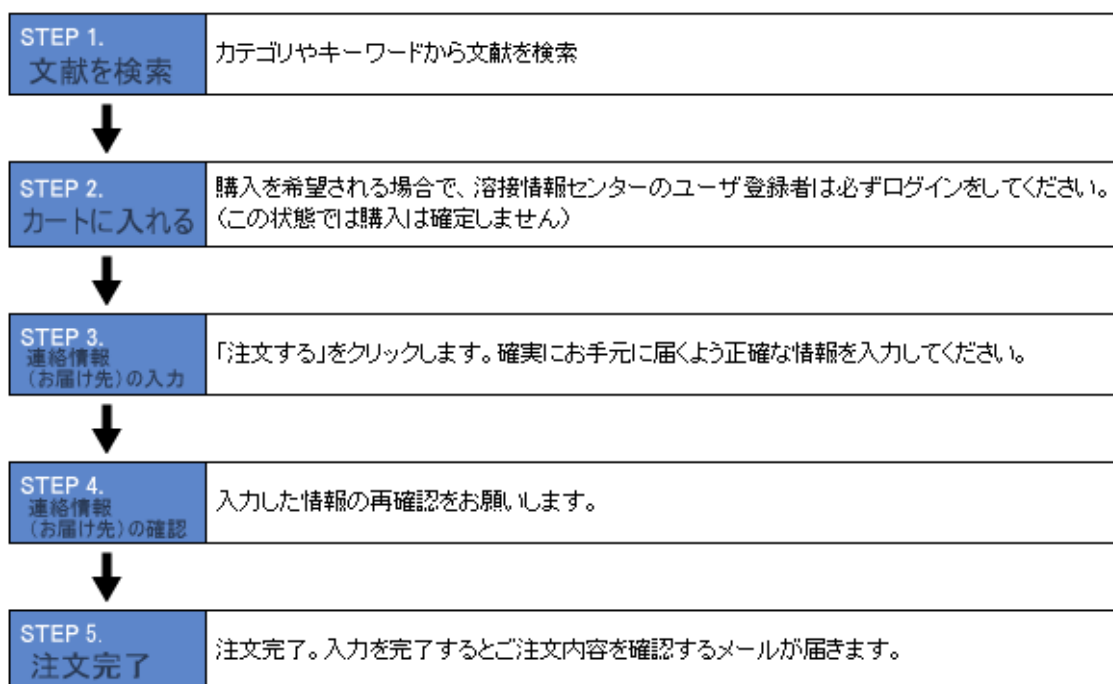 STEP 1.
文献を検索
カテゴリやキーワードから文献を検索
STEP 2.
カートに入れる
購入を希望される場合で、溶接情報センターのユーザ登録者は必ずログインをしてください。
（この状態では購入は確定しません）
STEP 3.
連絡情報
（お届け先）の入力
「注文する」をクリックします。確実にお手元に届くよう正確な情報を入力してください。
STEP 4.
連絡情報
（お届け先）の確認
入力した情報の再確認をお願いします。
STEP 5.
注文完了
注文完了。入力を完了するとご注文内容を確認するメールが届きます。